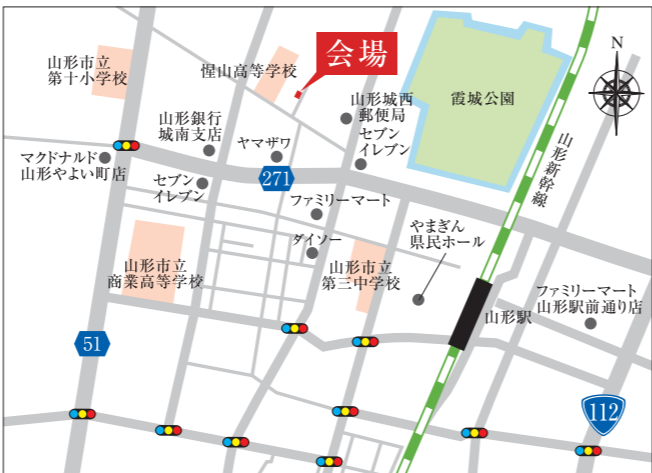 会場
N
山形市立
第十小学校
惺山高等学校
霞城公園
山形城西
郵便局
山形銀行
城南支店
セブン
イレブン
ヤマザワ
マクドナルド
山形やよい町店
271
山形新幹線
セブン
イレブン
ファミリーマート
やまぎん
県民ホール
ダイソー
山形市立
商業高等学校
山形市立
第三中学校
ファミリーマート
山形駅前通り店
山形駅
51
112